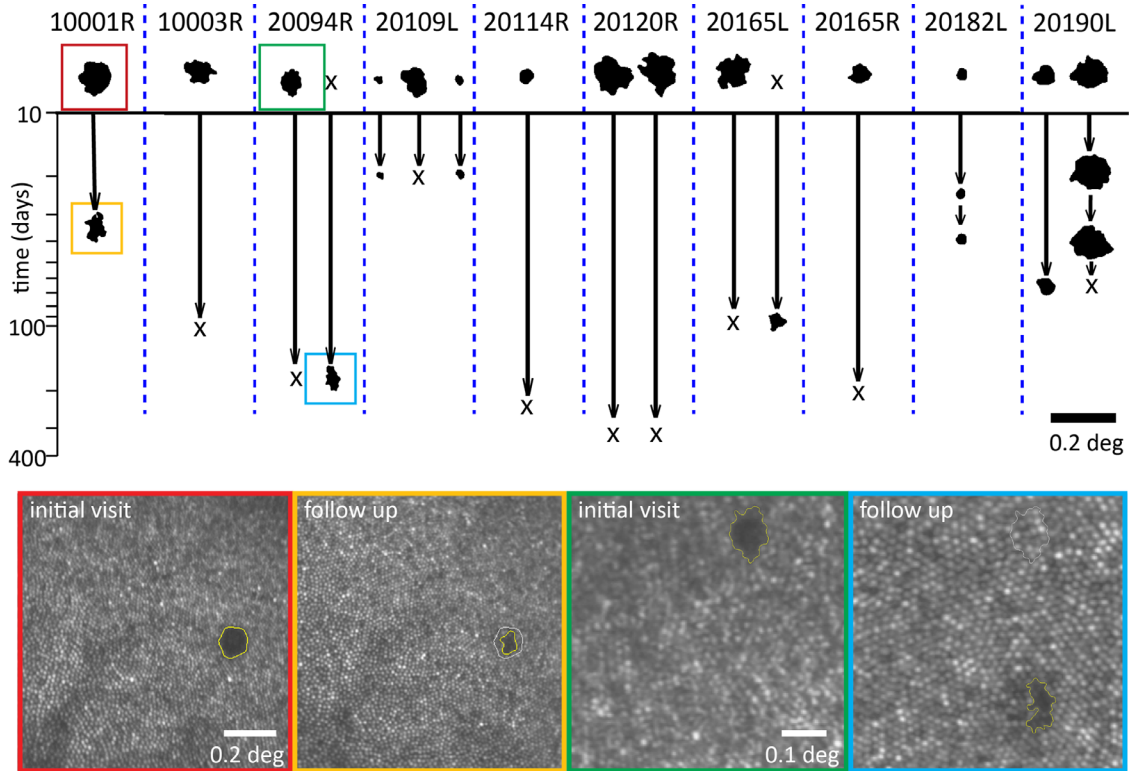 10001R 10003R 20094R 20109L 20114R 20120R 20165L 20165R 20182L 20190L
x x
10
x
time (days)
x
x x
100 x
x
x x
x
x x
0.2 deg
400
initial visit follow up initial visit follow up
0.2 deg 0.1 deg